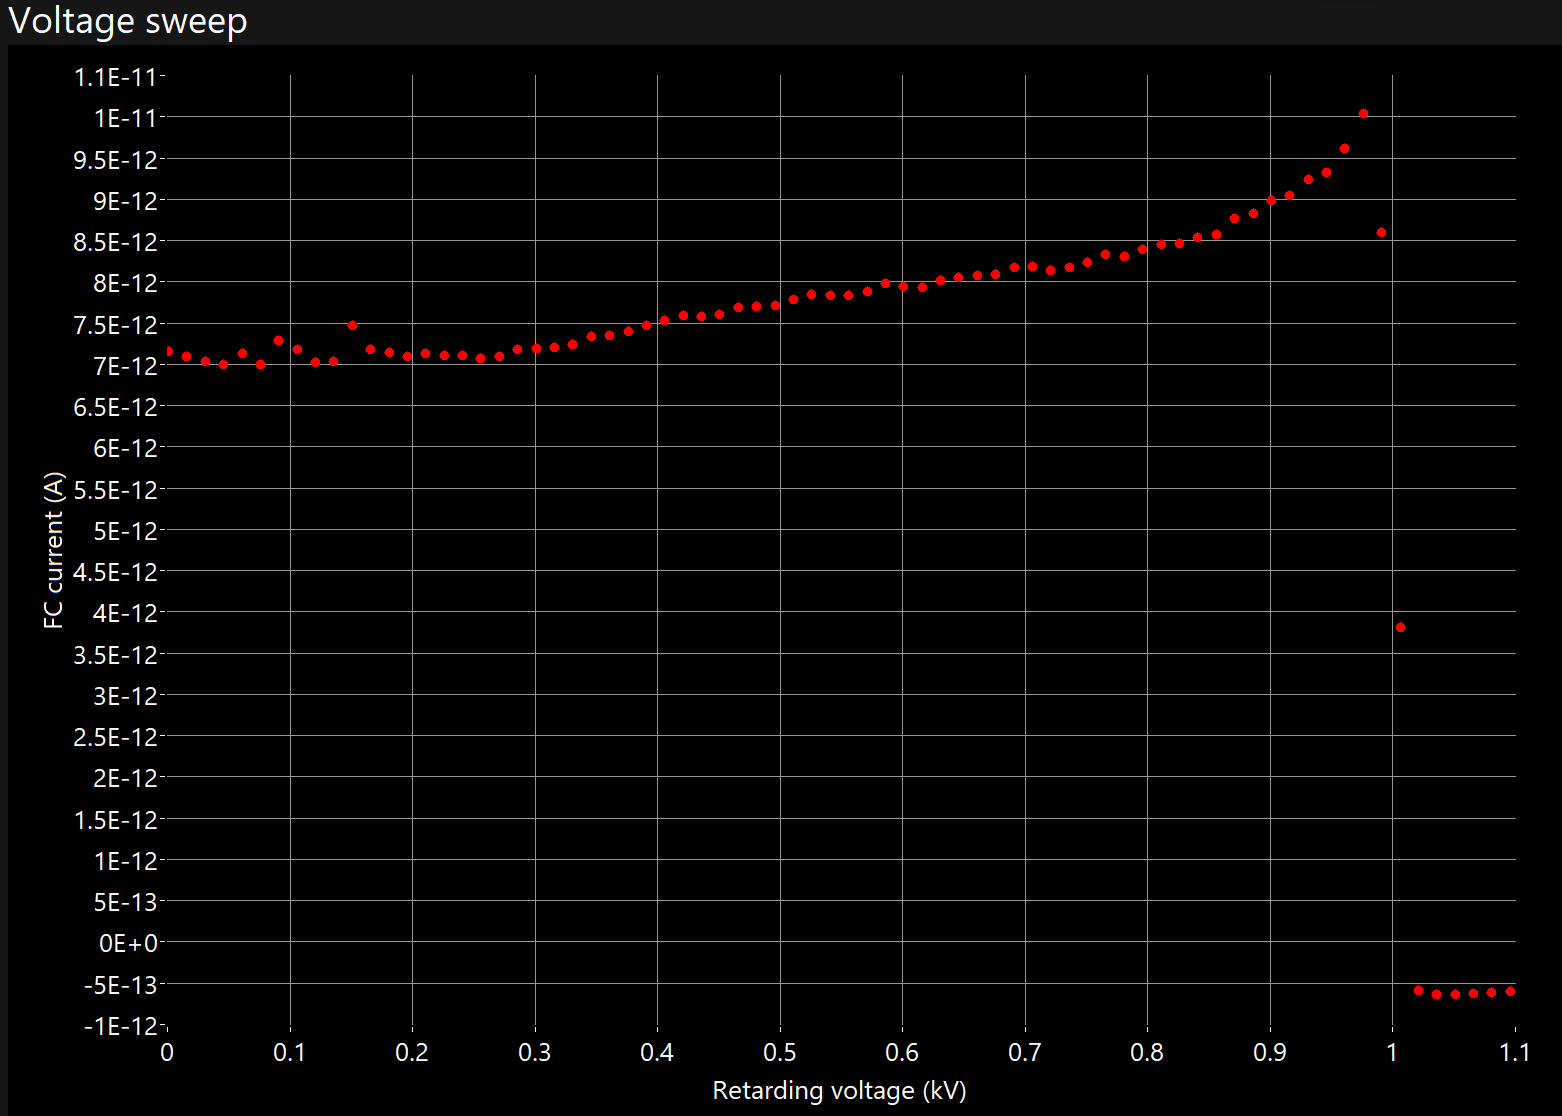 Voltage sweep
1.1E-11
1E-11
9.5E-12
9E-12
8.5E-12
8E-12
7.5E-12
7E-12
6.5E-12
6E-12
5.5E-12
5E-12
4.5E-12
4E-12
3.5E-12
3E-12
2.5E-12
2E-12
1.5E-12
1E-12
5E-13
0E+0
-5E-13
-1E-12
FC current (A)
0 0.1 0.2 0.3 0.4 0.5 0.6 0.7 0.8 0.9 1 1.1
Retarding voltage (kV)